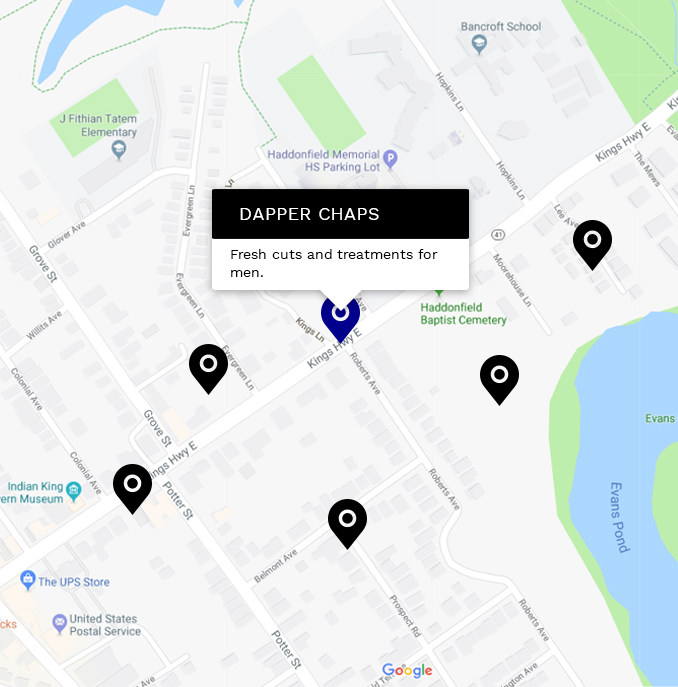 Bancroft School
Hopkins Ln
Kings Hwy E
J Fithian Tatem
Elementary
Haddonfield Memorial
HS Parking Lot
The Mews
Hopkins Ln
Lee Ave
Evergreen Ln
DAPPER CHAPS
Glover Ave
41
Grove St
Fresh cuts and treatments for
men.
Moorehouse Ln
Evergreen Ln
Haddonfield
Baptist Cemetery
Willits Ave
Kings Ln
Kings Hwy E
Evergreen Ln
Roberts Ave
Colonial Ave
Grove St
Evans
Colonial Ave
Indian King
ern Museum
Potter St
Roberts Ave
Evans Pond
Belmont Ave
The UPS Store
Prospect Rd
Roberts Ave
United States
Postal Service
cks
Potter St
Google